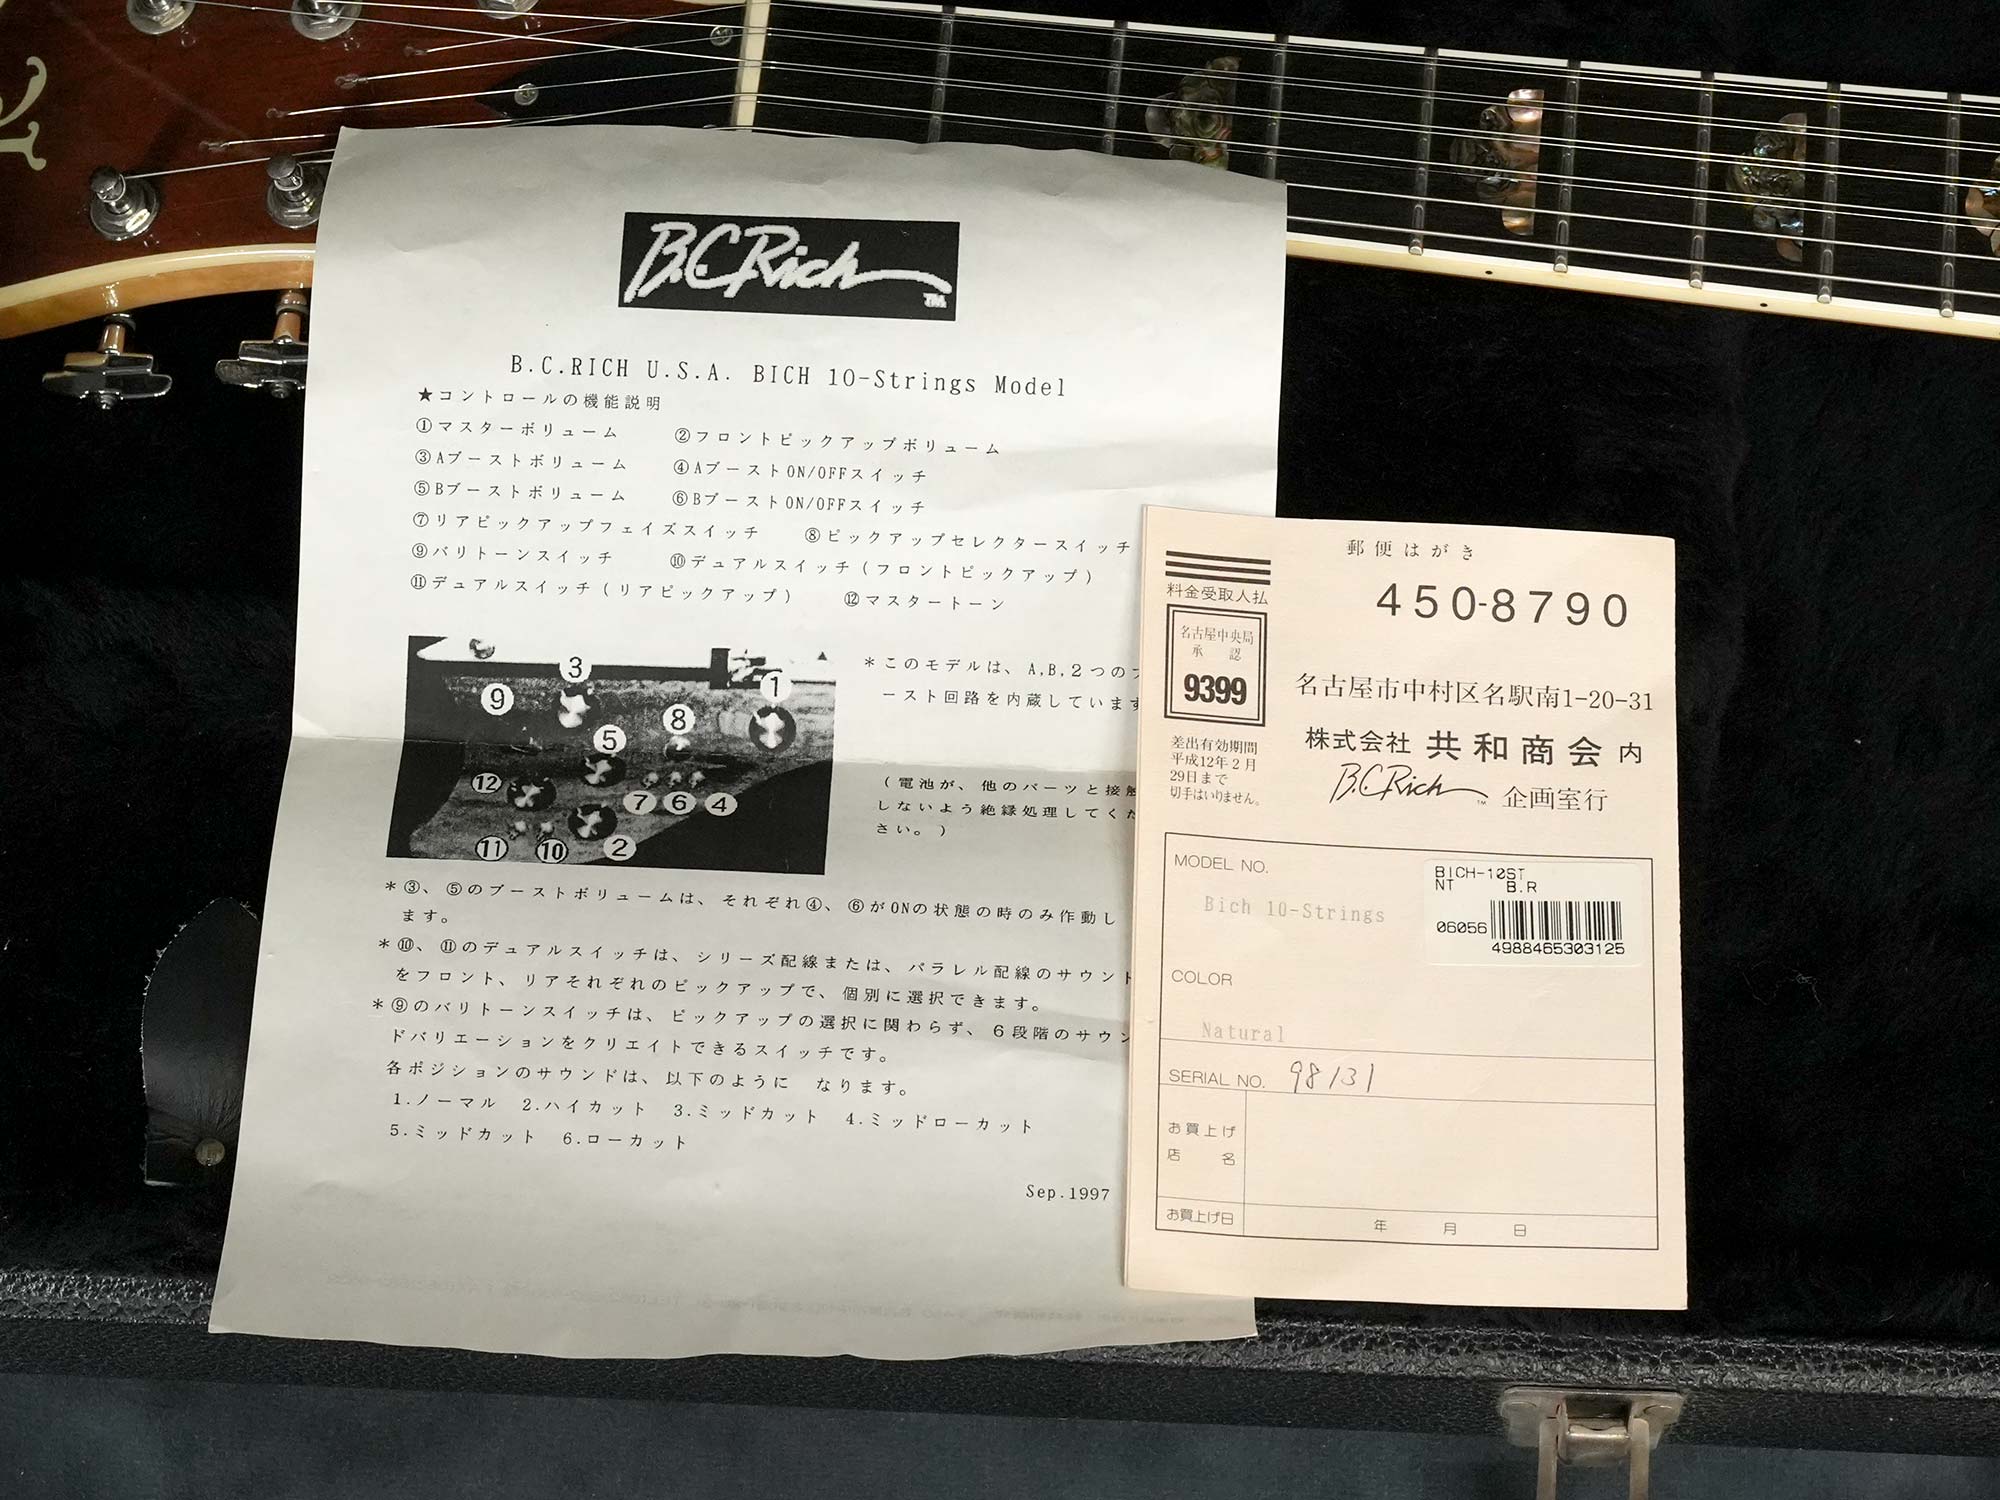 B.C.Rich TM
B.C.RICH U.S.A. BICH 10-Strings Model
★コントロールの機能説明
①マスターボリューム ②フロントピックアップボリューム
③Aブーストボリューム ④AブーストON/OFFスイッチ
⑤Bブーストボリューム ⑥BブーストON/OFFスイッチ
⑦リアピックアップフェイズスイッチ ⑧ピックアップセレクタースイッチ
⑨バリトーンスイッチ ⑩デュアルスイッチ(フロントピックアップ)
⑪デュアルスイッチ(リアピックアップ) ⑫マスタートーン
③ ①
⑨
⑧
⑤
⑫
⑦ ⑥ ④
⑪ ⑩ ②
*このモデルは、A,B,2つのブ
ースト回路を内蔵しています
(電池が、他のパーツと接触
しないよう絶縁処理してくだ
さい。)
*③、⑤のブーストボリュームは、それぞれ④、⑥がONの状態の時のみ作動し
ます。
*⑩、⑪のデュアルスイッチは、シリーズ配線または、パラレル配線のサウンド
をフロント、リアそれぞれのピックアップで、個別に選択できます。
*⑨のバリトーンスイッチは、ピックアップの選択に関わらず、6段階のサウン
ドバリエーションをクリエイトできるスイッチです。
各ポジションのサウンドは、以下のように なります。
1.ノーマル 2.ハイカット 3.ミッドカット 4.ミッドローカット
5.ミッドカット 6.ローカット
Sep.1997
郵便はがき
450-8790
料金受取人払
名古屋中央局
承 認
9399
差出有効期間
平成12年2月
29日まで
切手はいりません。
名古屋市中村区名駅南1-20-31
株式会社 共和商会 内
B.C.Rich TM 企画室行
MODEL NO.
Bich 10-Strings
BICH-10ST
NT B.R
06056
4988465303125
COLOR
Natural
SERIAL NO. 98131
お買上げ
店 名
お買上げ日 年 月 日